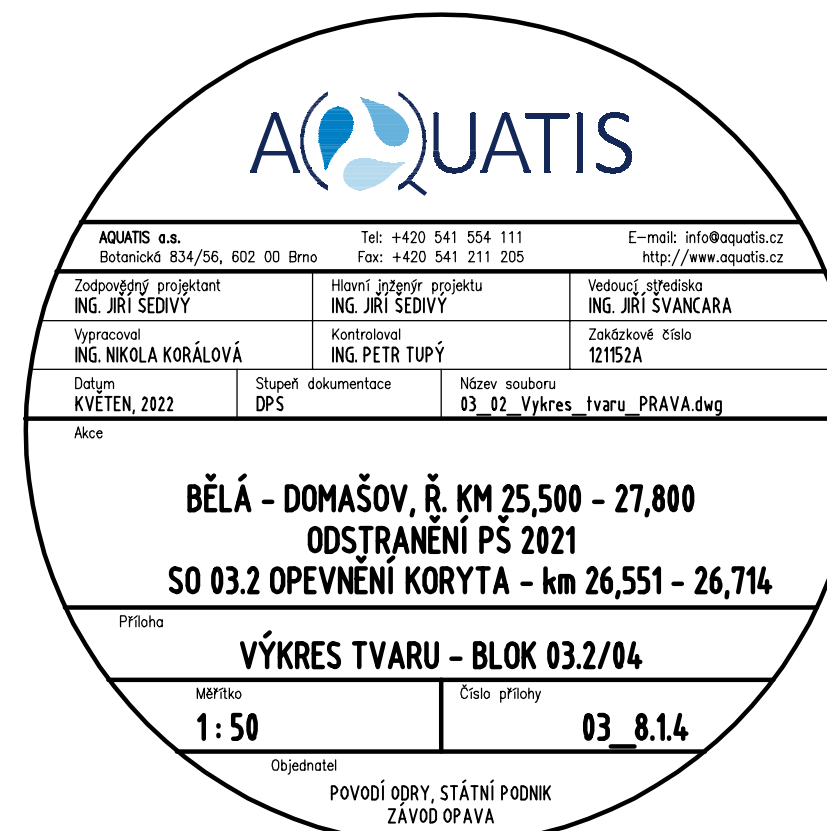 AQUATIS
AQUATIS a.s. Tel: +420 541 554 111 E-mail: info@aquatis.cz
Botanická 834/56, 602 00 Brno Fax: +420 541 211 205 http://www.aquatis.cz
Zodpovědný projektant Hlavní inženýr projektu Vedoucí střediska
ING. JIŘÍ ŠEDIVÝ ING. JIŘÍ ŠEDIVÝ ING. JIŘÍ ŠVANCARA
Vypracoval Kontroloval Zakázkové číslo
ING. NIKOLA KORÁLOVÁ ING. PETR TUPÝ 121152A
Datum Stupeň dokumentace Název souboru
KVĚTEN, 2022 DPS 03_02_Vykres_tvaru_PRAVA.dwg
Akce
BĚLÁ - DOMAŠOV, Ř. KM 25,500 - 27,800
ODSTRANĚNÍ PŠ 2021
SO 03.2 OPEVNĚNÍ KORYTA - km 26,551 - 26,714
Příloha
VÝKRES TVARU - BLOK 03.2/04
Měřítko Číslo přílohy
1:50 03_8.1.4
Objednatel
POVODÍ ODRY, STÁTNÍ PODNIK
ZÁVOD OPAVA